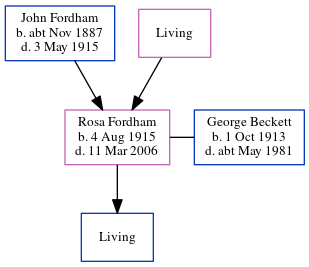 John Fordham
b. abt Nov 1887
d. 3 May 1915
Living
Rosa Fordham
b. 4 Aug 1915
d. 11 Mar 2006
George Beckett
b. 1 Oct 1913
d. abt May 1981
Living